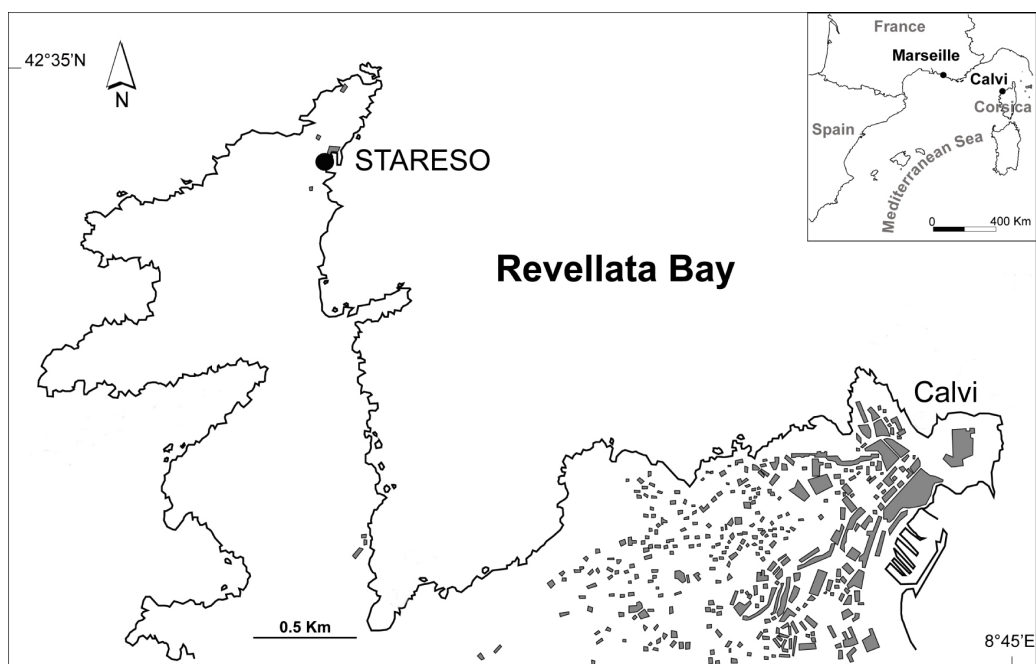 42°35'N
N
STARESO
Revellata Bay
Calvi
0.5 Km
8°45'E
France
Marseille
Calvi
Corsica
Spain
Mediterranean Sea
0 400 Km